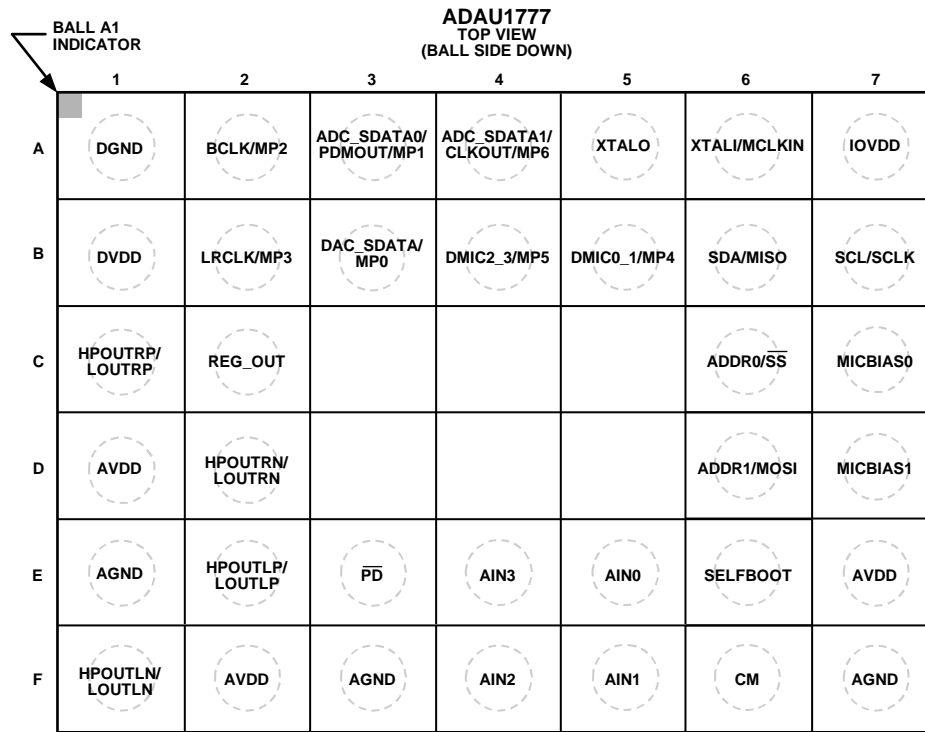 ADAU1777
TOP VIEW
(BALL SIDE DOWN)
BALL A1
INDICATOR
1 2 3 4 5 6 7
A
DGND
BCLK/MP2
ADC_SDATA0/
PDMOUT/MP1
ADC_SDATA1/
CLKOUT/MP6
XTALO
XTALI/MCLKIN
IOVDD
B
DVDD
LRCLK/MP3
DAC_SDATA/
MP0
DMIC2_3/MP5
DMIC0_1/MP4
SDA/MISO
SCL/SCLK
C
HPOUTRP/
LOUTRP
REG_OUT
ADDR0/S̅S̅
MICBIAS0
D
AVDD
HPOUTRN/
LOUTRN
ADDR1/MOSI
MICBIAS1
E
AGND
HPOUTLP/
LOUTLP
P̅D̅
AIN3
AIN0
SELFBOOT
AVDD
F
HPOUTLN/
LOUTLN
AVDD
AGND
AIN2
AIN1
CM
AGND